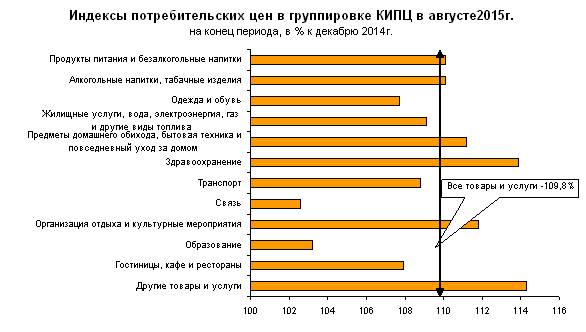 Индексы потребительских цен в группировке КИПЦ в августе2015г.
на конец периода, в % к декабрю 2014г.
Продукты питания и безалкогольные напитки
Алкогольные напитки, табачные изделия
Одежда и обувь
Жилищные услуги, вода, электроэнергия, газ
и другие виды топлива
Предметы домашнего обихода, бытовая техника и
повседневный уход за домом
Здравоохранение
Транспорт
Все товары и услуги -109,8%
Связь
Организация отдыха и культурные мероприятия
Образование
Гостиницы, кафе и рестораны
Другие товары и услуги
100 102 104 106 108 110 112 114 116